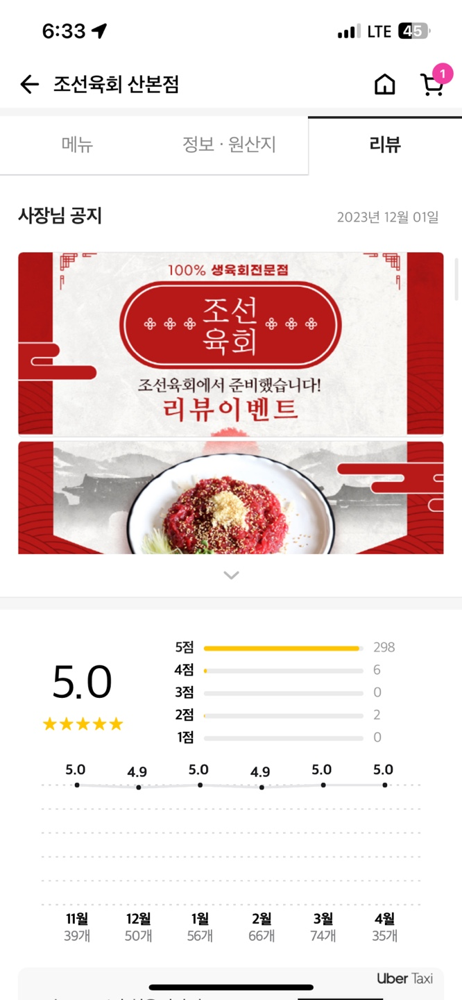 6:33
LTE 45
조선육회 산본점
1
메뉴
정보 · 원산지
리뷰
사장님 공지
2023년 12월 01일
100% 생육회전문점
조선
육회
조선육회에서 준비했습니다!
리뷰이벤트
5.0
5점 298
4점 6
3점 0
2점 2
1점 0
5.0 4.9 5.0 4.9 5.0 5.0
11월 12월 1월 2월 3월 4월
39개 50개 56개 66개 74개 35개
Uber Taxi